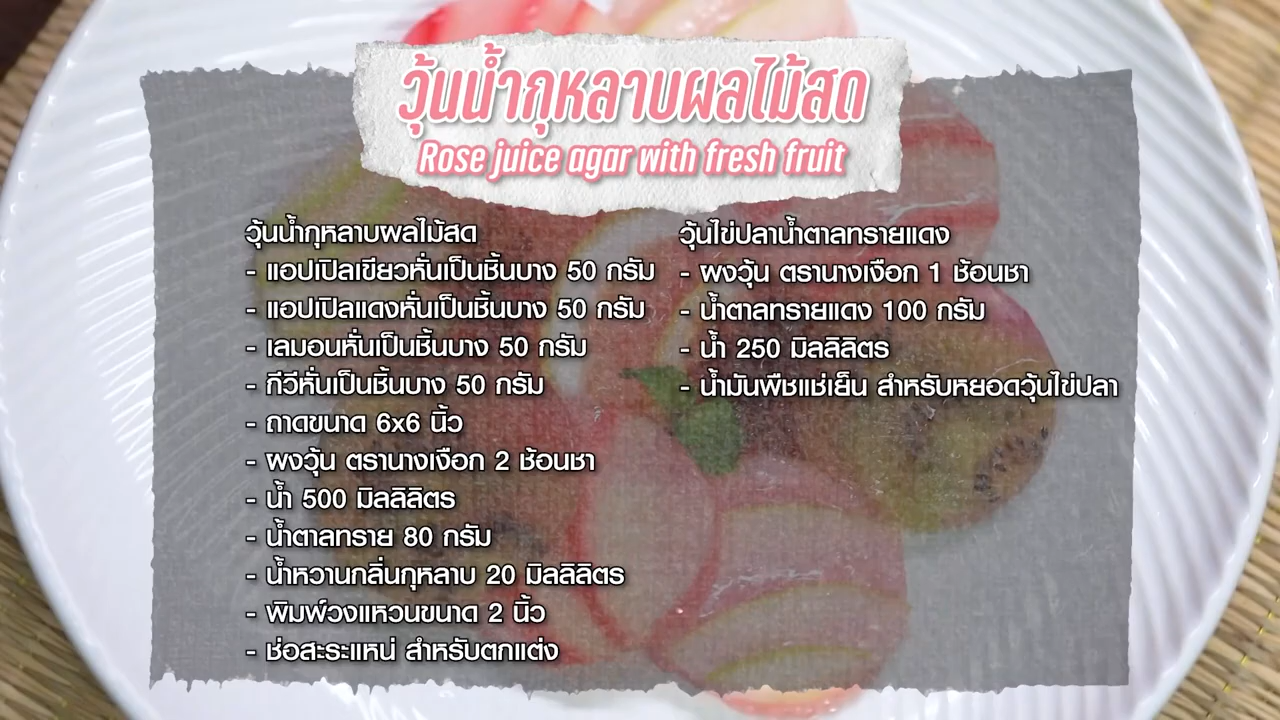 วุ้นน้ำกุหลาบผลไม้สด
Rose juice agar with fresh fruit
วุ้นน้ำกุหลาบผลไม้สด
- แอปเปิลเขียวหั่นเป็นชิ้นบาง 50 กรัม
- แอปเปิลแดงหั่นเป็นชิ้นบาง 50 กรัม
- เลมอนหั่นเป็นชิ้นบาง 50 กรัม
- กีวีหั่นเป็นชิ้นบาง 50 กรัม
- ถาดขนาด 6x6 นิ้ว
- ผงวุ้น ตรานางเงือก 2 ช้อนชา
- น้ำ 500 มิลลิลิตร
- น้ำตาลทราย 80 กรัม
- น้ำหวานกลิ่นกุหลาบ 20 มิลลิลิตร
- พิมพ์วงแหวนขนาด 2 นิ้ว
- ช่อสะระแหน่ สำหรับตกแต่ง
วุ้นไข่ปลาน้ำตาลทรายแดง
- ผงวุ้น ตรานางเงือก 1 ช้อนชา
- น้ำตาลทรายแดง 100 กรัม
- น้ำ 250 มิลลิลิตร
- น้ำมันพืชแช่เย็น สำหรับหยอดวุ้นไข่ปลา